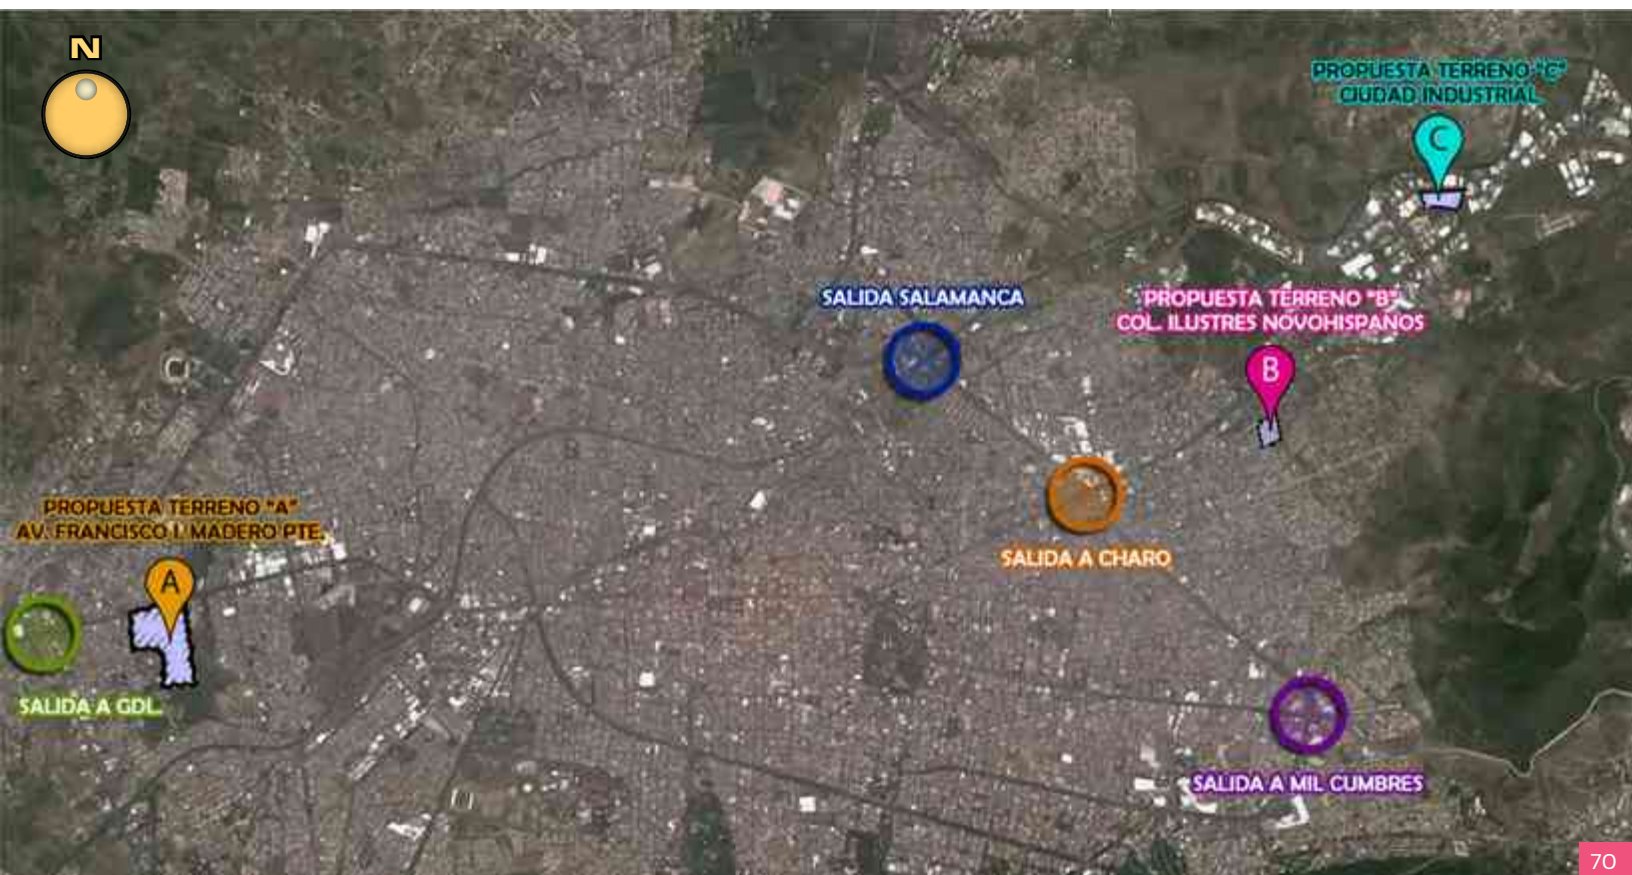 N
PROPUESTA TERRENO "C"
CIUDAD INDUSTRIAL
C
SALIDA SALAMANCA
PROPUESTA TERRENO "B"
COL. ILUSTRES NOVOHISPANOS
B
PROPUESTA TERRENO "A"
AV. FRANCISCO I. MADERO PTE.
A
SALIDA A CHARO
SALIDA A GDL.
SALIDA A MIL CUMBRES
70